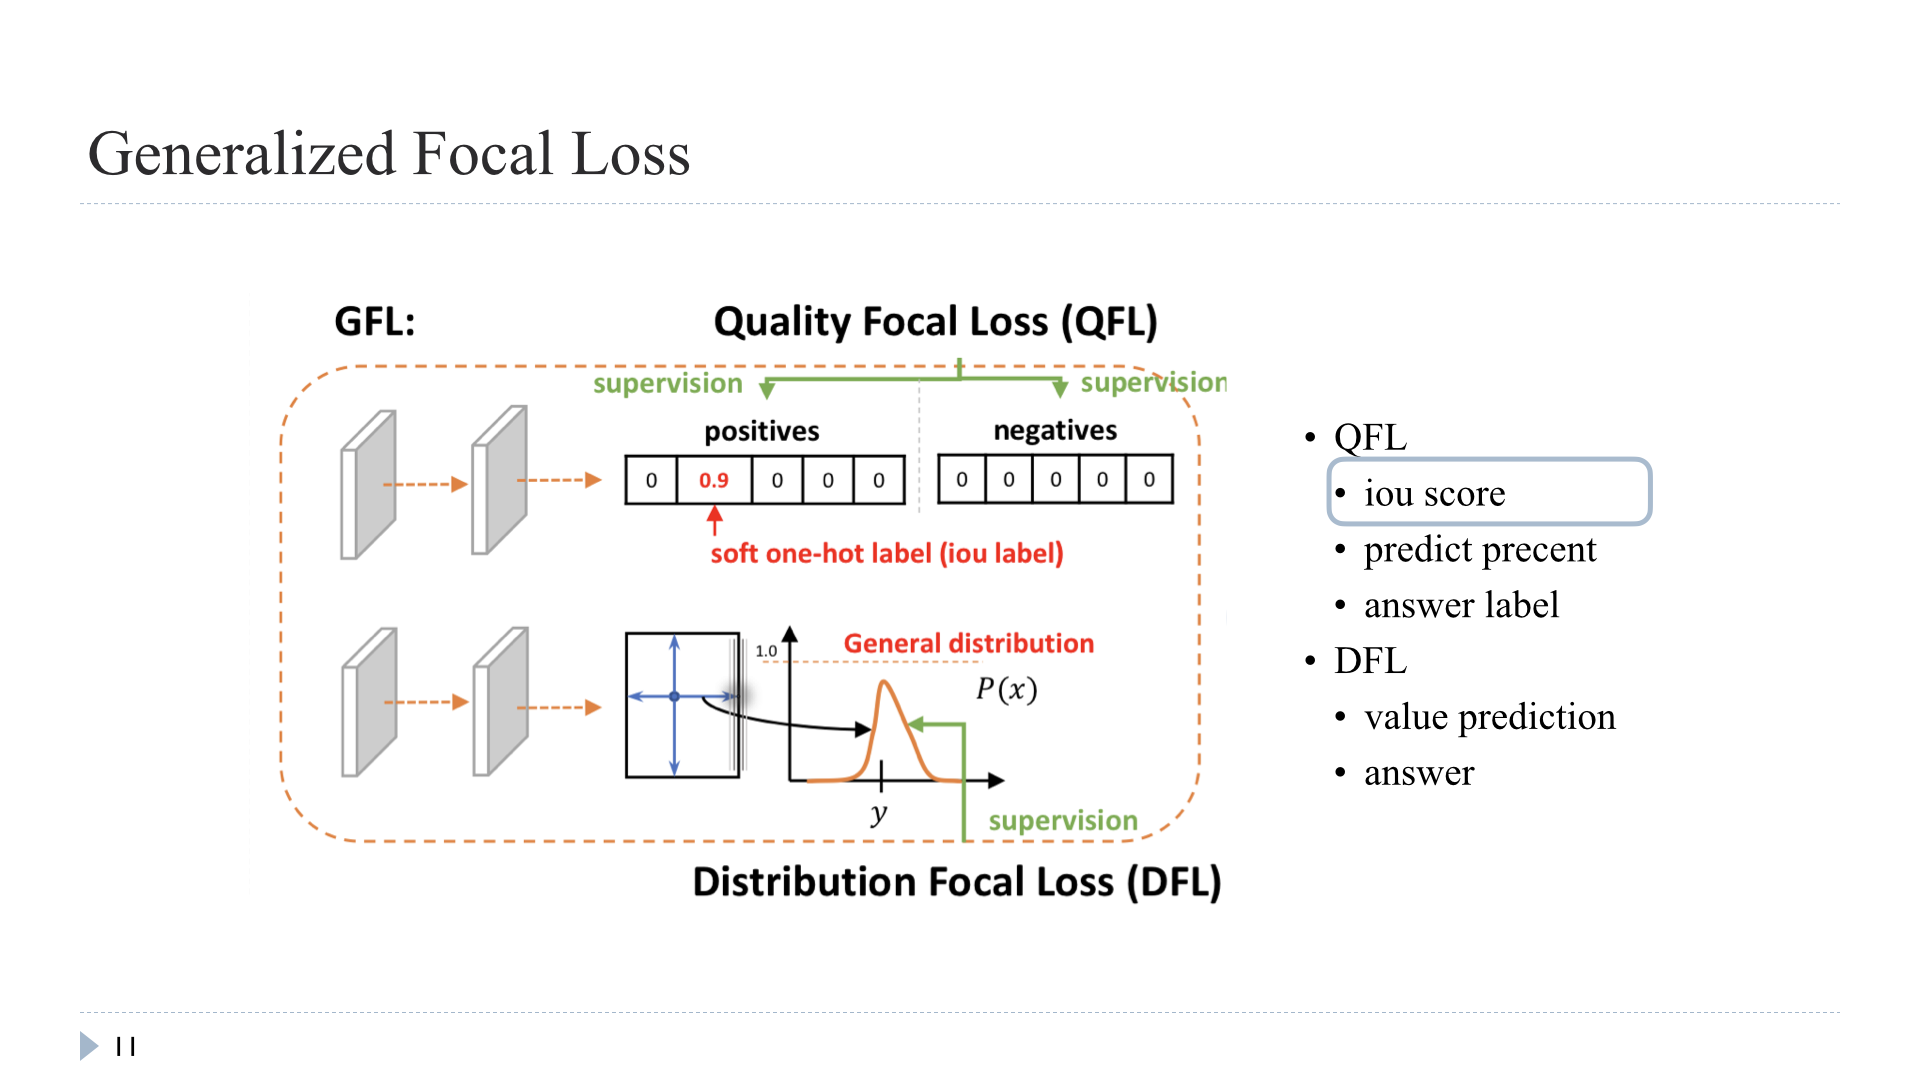 Generalized Focal Loss
GFL:
Quality Focal Loss (QFL)
supervision
supervision
positives
negatives
0 0.9 0 0 0
0 0 0 0 0
soft one-hot label (iou label)
1.0
General distribution
P(x)
y
supervision
Distribution Focal Loss (DFL)
• QFL
• iou score
• predict precent
• answer label
• DFL
• value prediction
• answer
11